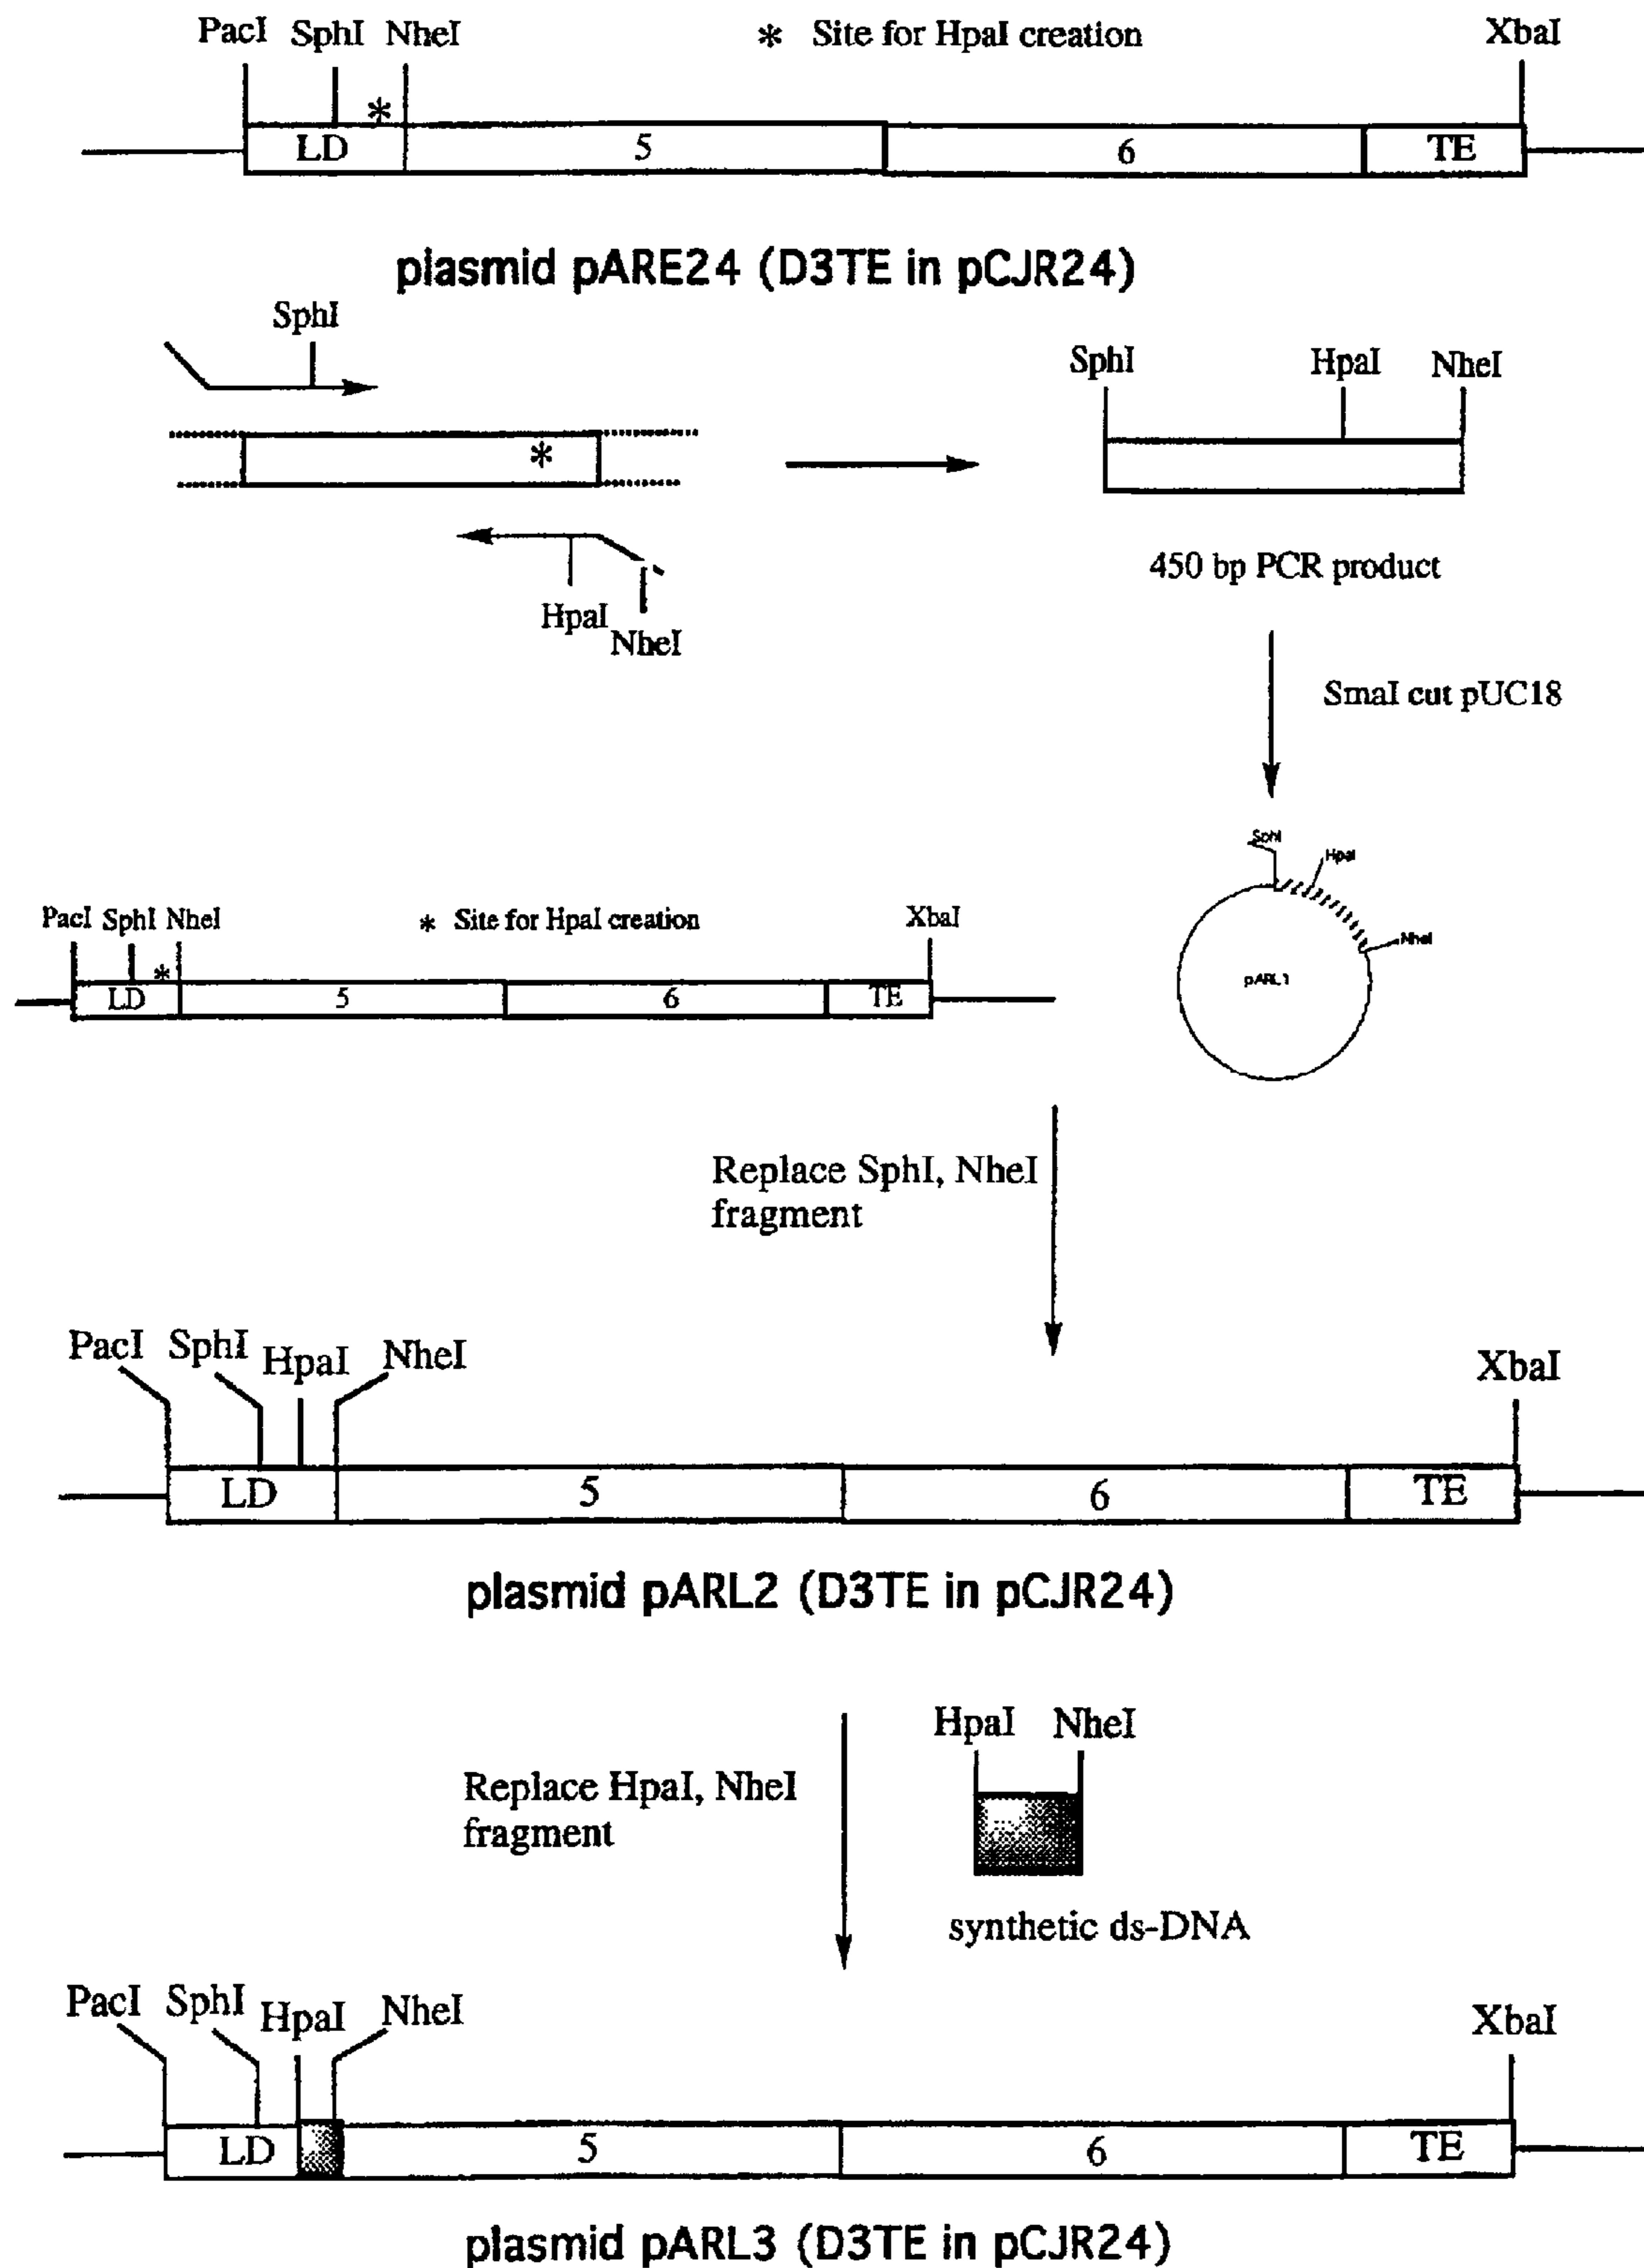 PacI SphI NheI * Site for HpaI creation XbaI
*
LD 5 6 TE
plasmid pARE24 (D3TE in pCJR24)
SphI
SphI HpaI NheI
*
450 bp PCR product
HpaI
NheI
SmaI cut pUC18
SphI
HpaI
NheI
pARL1
PacI SphI NheI * Site for HpaI creation XbaI
*
LD 5 6 TE
Replace SphI, NheI
fragment
PacI SphI HpaI NheI XbaI
LD 5 6 TE
plasmid pARL2 (D3TE in pCJR24)
HpaI NheI
Replace HpaI, NheI
fragment
synthetic ds-DNA
PacI SphI HpaI NheI XbaI
LD 5 6 TE
plasmid pARL3 (D3TE in pCJR24)